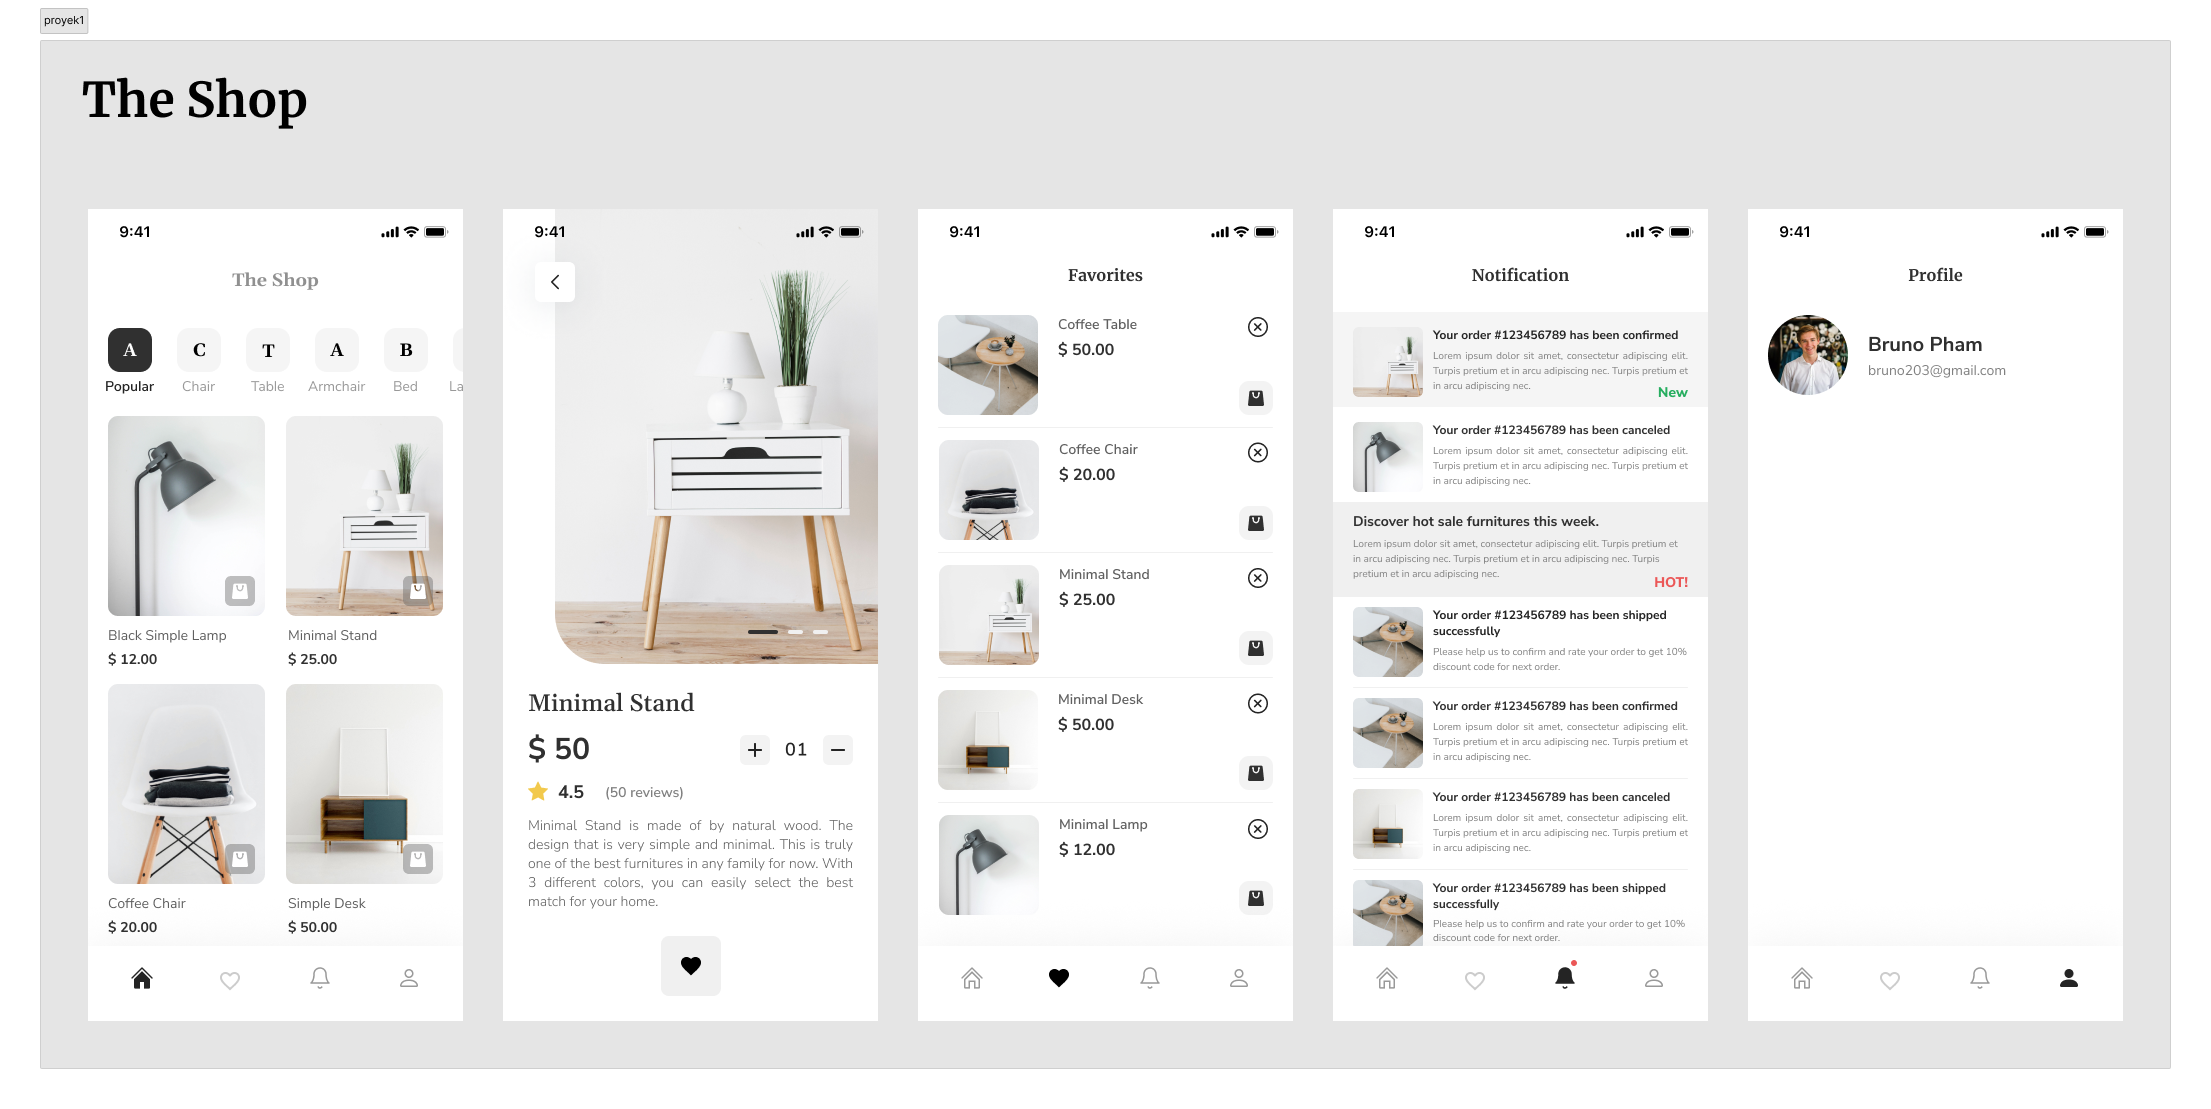 proyek1
The Shop
9:41
The Shop
A C T A B
Popular Chair Table Armchair Bed La
Black Simple Lamp Minimal Stand
$ 12.00 $ 25.00
Coffee Chair Simple Desk
$ 20.00 $ 50.00
9:41
Minimal Stand
$ 50 01
4.5 (50 reviews)
Minimal Stand is made of by natural wood. The
design that is very simple and minimal. This is truly
one of the best furnitures in any family for now. With
3 different colors, you can easily select the best
match for your home.
9:41
Favorites
Coffee Table
$ 50.00
Coffee Chair
$ 20.00
Minimal Stand
$ 25.00
Minimal Desk
$ 50.00
Minimal Lamp
$ 12.00
9:41
Notification
Your order #123456789 has been confirmed
Lorem ipsum dolor sit amet, consectetur adipiscing elit.
Turpis pretium et in arcu adipiscing nec. Turpis pretium et
in arcu adipiscing nec.
New
Your order #123456789 has been canceled
Lorem ipsum dolor sit amet, consectetur adipiscing elit.
Turpis pretium et in arcu adipiscing nec. Turpis pretium et
in arcu adipiscing nec.
Discover hot sale furnitures this week.
Lorem ipsum dolor sit amet, consectetur adipiscing elit. Turpis pretium et
in arcu adipiscing nec. Turpis pretium et in arcu adipiscing nec. Turpis
pretium et in arcu adipiscing nec.
HOT!
Your order #123456789 has been shipped
successfully
Please help us to confirm and rate your order to get 10%
discount code for next order.
Your order #123456789 has been confirmed
Lorem ipsum dolor sit amet, consectetur adipiscing elit.
Turpis pretium et in arcu adipiscing nec. Turpis pretium et
in arcu adipiscing nec.
Your order #123456789 has been canceled
Lorem ipsum dolor sit amet, consectetur adipiscing elit.
Turpis pretium et in arcu adipiscing nec. Turpis pretium et
in arcu adipiscing nec.
Your order #123456789 has been shipped
successfully
Please help us to confirm and rate your order to get 10%
discount code for next order.
9:41
Profile
Bruno Pham
bruno203@gmail.com